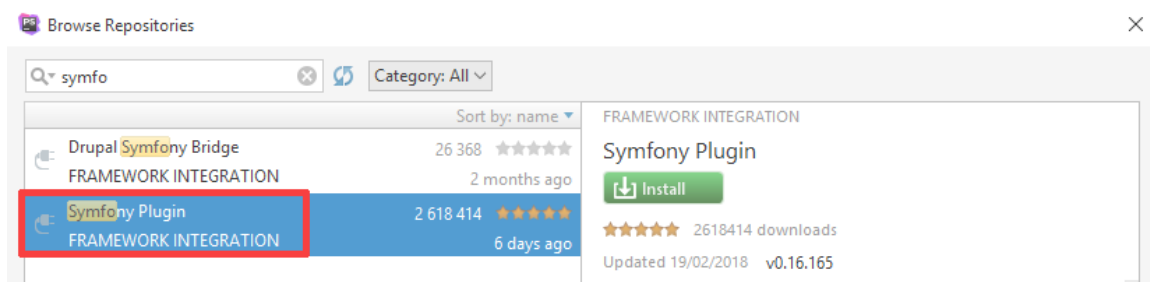 PS Browse Repositories
symfo Category: All
Sort by: name
Drupal Symfony Bridge 26 368
FRAMEWORK INTEGRATION 2 months ago
Symfony Plugin 2 618 414
FRAMEWORK INTEGRATION 6 days ago
FRAMEWORK INTEGRATION
Symfony Plugin
Install
2618414 downloads
Updated 19/02/2018 v0.16.165